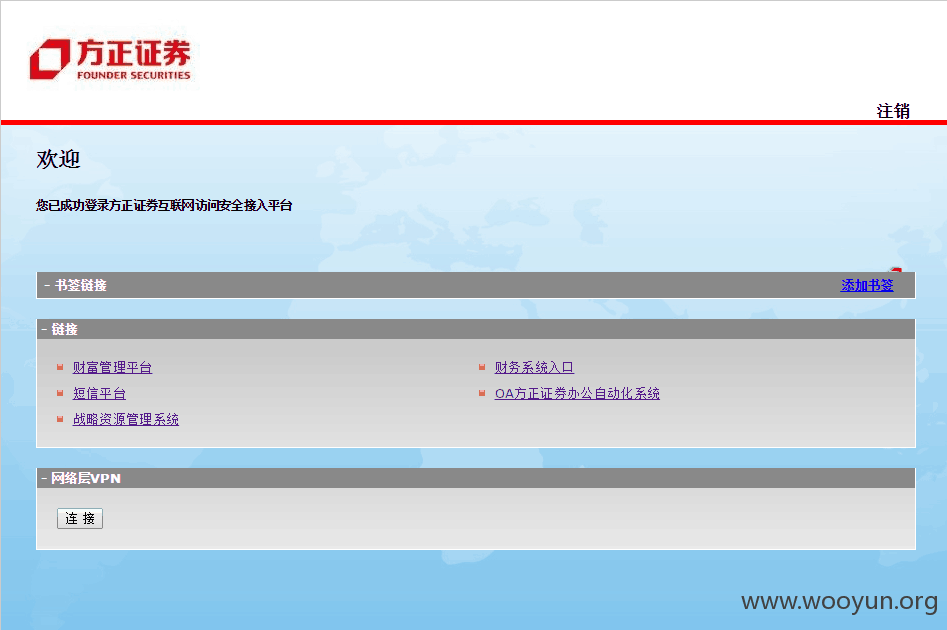 方正证券
FOUNDER SECURITIES
注销
欢迎
您已成功登录方正证券互联网访问安全接入平台
- 书签链接 添加书签
- 链接
财富管理平台 财务系统入口
短信平台 OA方正证券办公自动化系统
战略资源管理系统
- 网络层VPN
连 接
www.wooyun.org